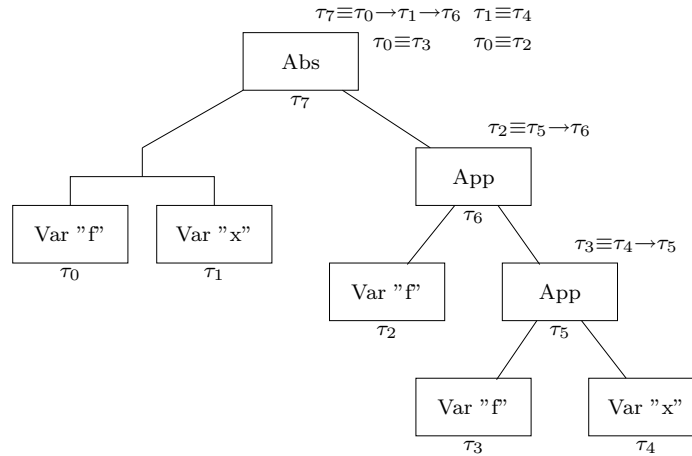 τ7≡τ0→τ1→τ6 τ1≡τ4
τ0≡τ3 τ0≡τ2
Abs
τ7
τ2≡τ5→τ6
App
τ6
Var "f" Var "x"
τ0 τ1
τ3≡τ4→τ5
Var "f" App
τ2 τ5
Var "f" Var "x"
τ3 τ4